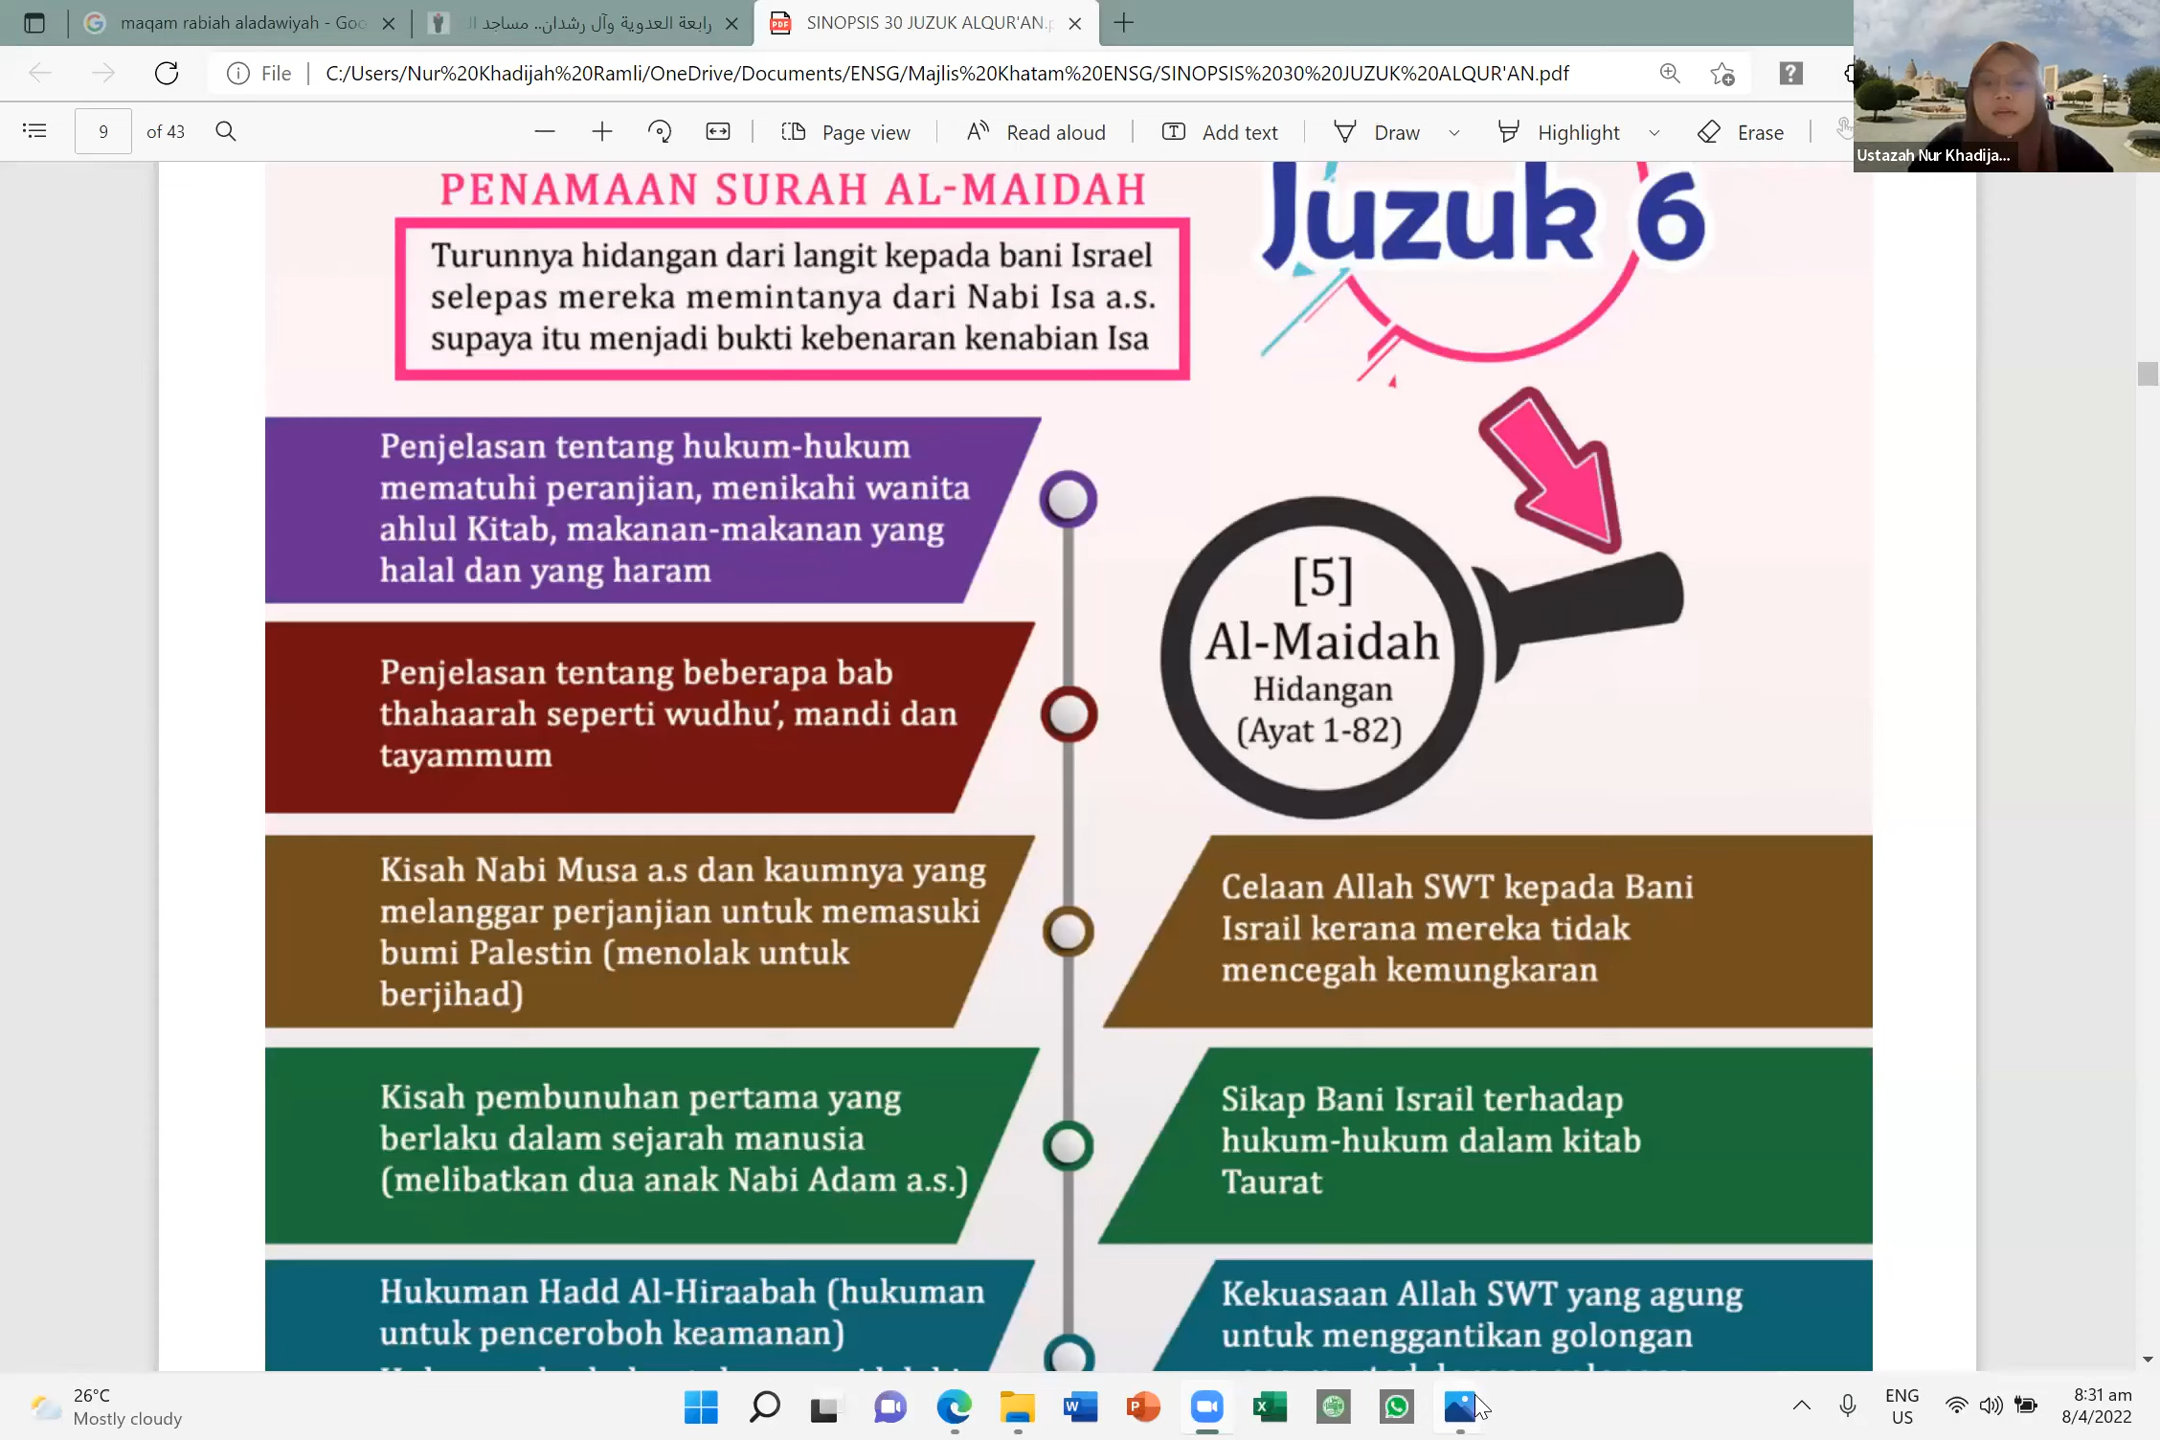 maqam rabiah aladawiyah - Goo
رابعة العدوية وآل رشدان.. مساجد ال
PDF
SINOPSIS 30 JUZUK ALQUR'AN.p
File
C:/Users/Nur%20Khadijah%20Ramli/OneDrive/Documents/ENSG/Majlis%20Khatam%20ENSG/SINOPSIS%2030%20JUZUK%20ALQUR'AN.pdf
Ustazah Nur Khadija...
9 of 43
Page view
Read aloud
Add text
Draw
Highlight
Erase
PENAMAAN SURAH AL-MAIDAH
Turunnya hidangan dari langit kepada bani Israel
selepas mereka memintanya dari Nabi Isa a.s.
supaya itu menjadi bukti kebenaran kenabian Isa
Juzuk 6
Penjelasan tentang hukum-hukum
mematuhi peranjian, menikahi wanita
ahlul Kitab, makanan-makanan yang
halal dan yang haram
[5]
Al-Maidah
Hidangan
(Ayat 1-82)
Penjelasan tentang beberapa bab
thahaarah seperti wudhu', mandi dan
tayammum
Kisah Nabi Musa a.s dan kaumnya yang
melanggar perjanjian untuk memasuki
bumi Palestin (menolak untuk
berjihad)
Celaan Allah SWT kepada Bani
Israil kerana mereka tidak
mencegah kemungkaran
Kisah pembunuhan pertama yang
berlaku dalam sejarah manusia
(melibatkan dua anak Nabi Adam a.s.)
Sikap Bani Israil terhadap
hukum-hukum dalam kitab
Taurat
Hukuman Hadd Al-Hiraabah (hukuman
untuk penceroboh keamanan)
Kekuasaan Allah SWT yang agung
untuk menggantikan golongan
26°C
Mostly cloudy
ENG
US
8:31 am
8/4/2022